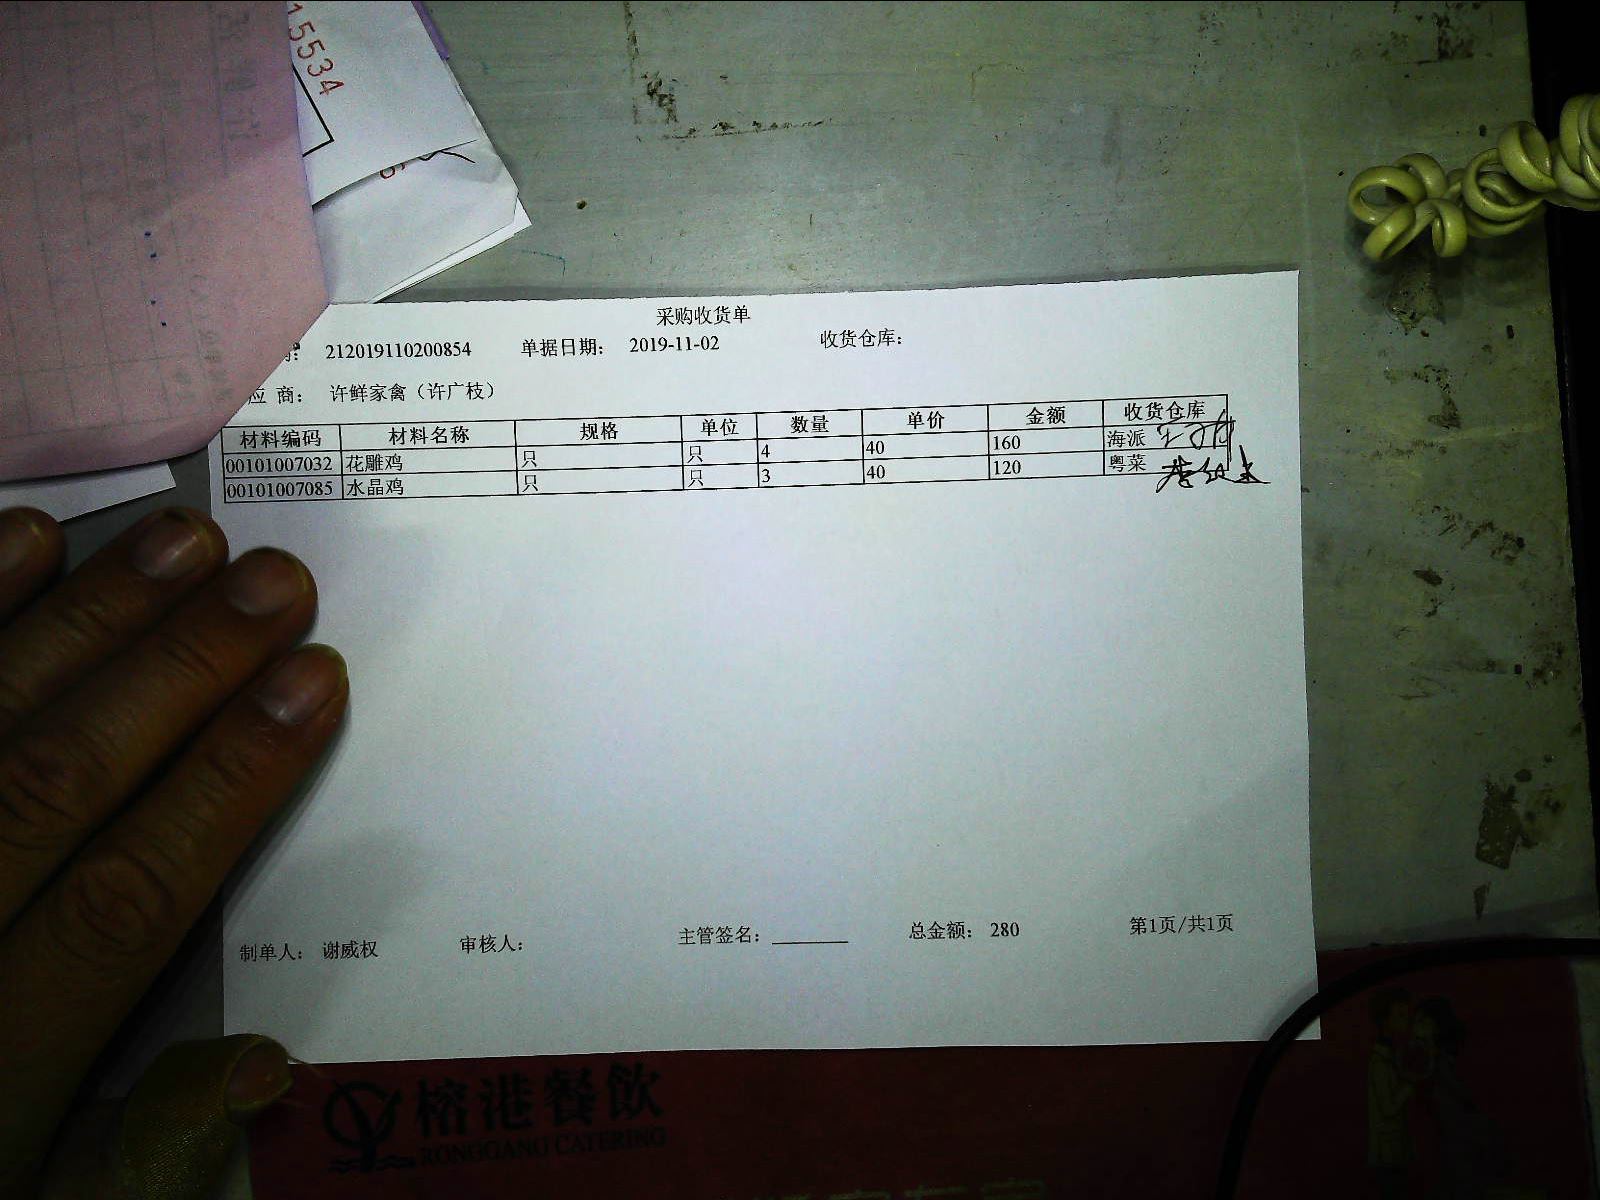 15534
采购收货单
212019110200854 单据日期： 2019-11-02 收货仓库：
应 商： 许鲜家禽（许广枝）
材料编码 材料名称 规格 单位 数量 单价 金额 收货仓库
00101007032 花雕鸡 只 只 4 40 160 海派
00101007085 水晶鸡 只 只 3 40 120 粤菜
制单人： 谢威权 审核人： 主管签名： 总金额： 280 第1页/共1页
榕港餐飲
RONGGANG CATERING